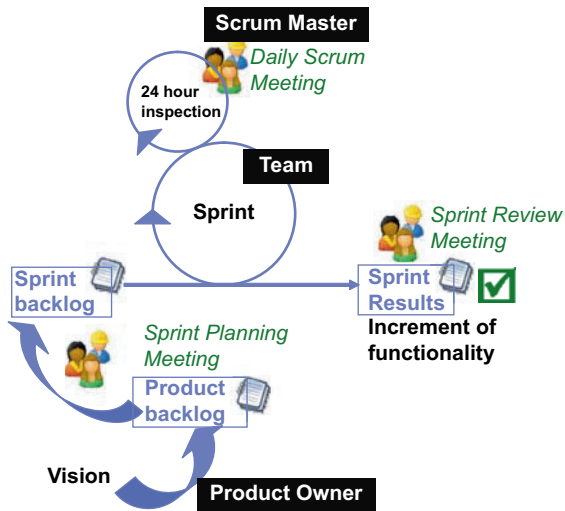 Scrum Master
Daily Scrum
Meeting
24 hour
inspection
Team
Sprint
Sprint Review
Meeting
Sprint
backlog
Sprint
Results
Increment of
functionality
Sprint Planning
Meeting
Product
backlog
Vision
Product Owner